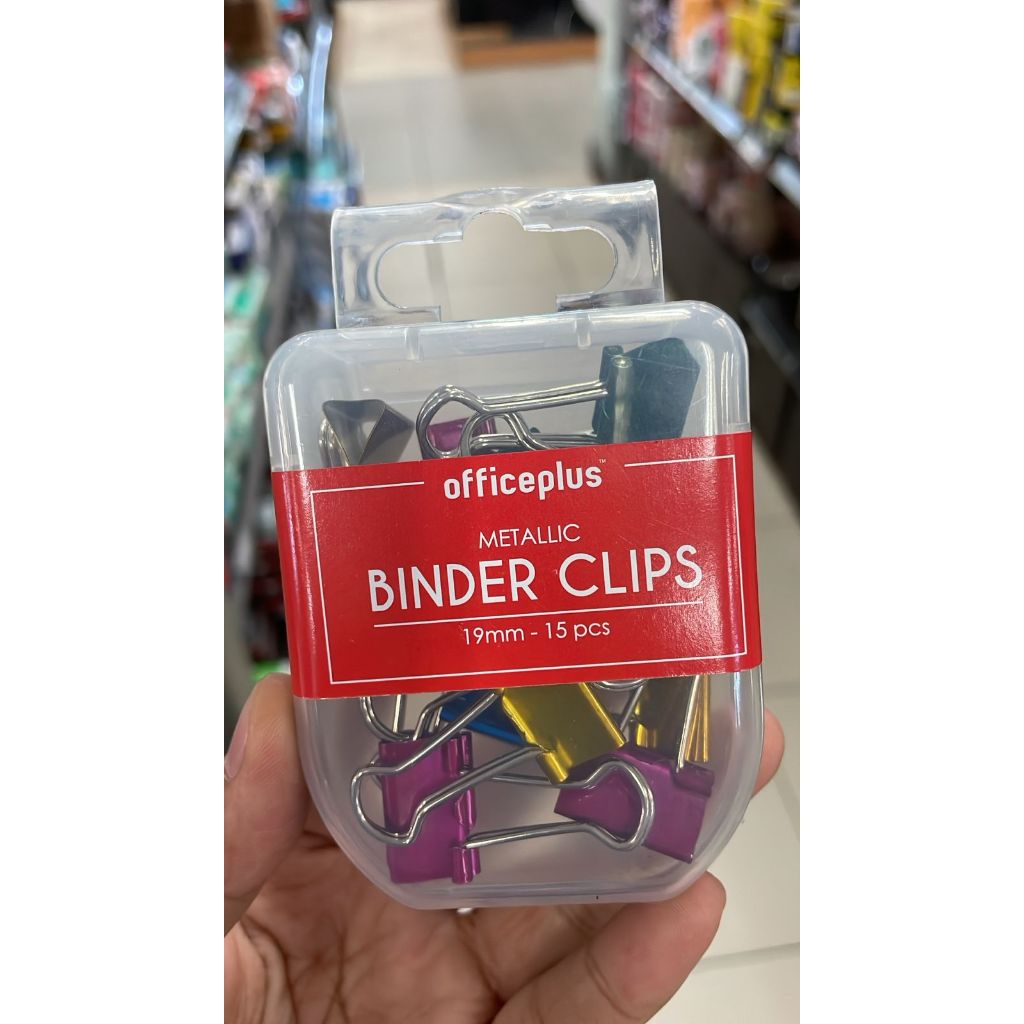 officeplus™
METALLIC
BINDER CLIPS
19mm - 15 pcs